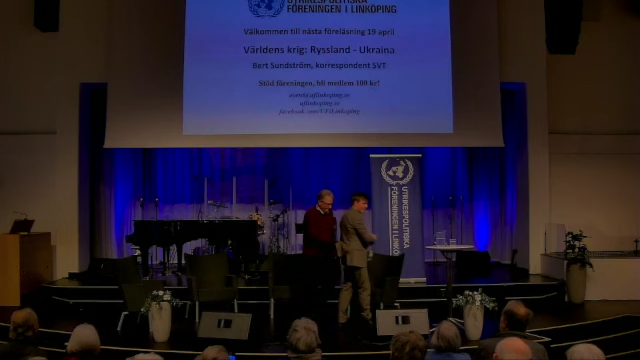 UTRIKESPOLITISKA
FÖRENINGEN I LINKÖPING
Välkommen till nästa föreläsning 19 april
Världens krig: Ryssland - Ukraina
Bert Sundström, korrespondent SVT
Stöd föreningen, bli medlem 100 kr!
UTRIKESPOLITISKA
FÖRENINGEN I LINKÖ